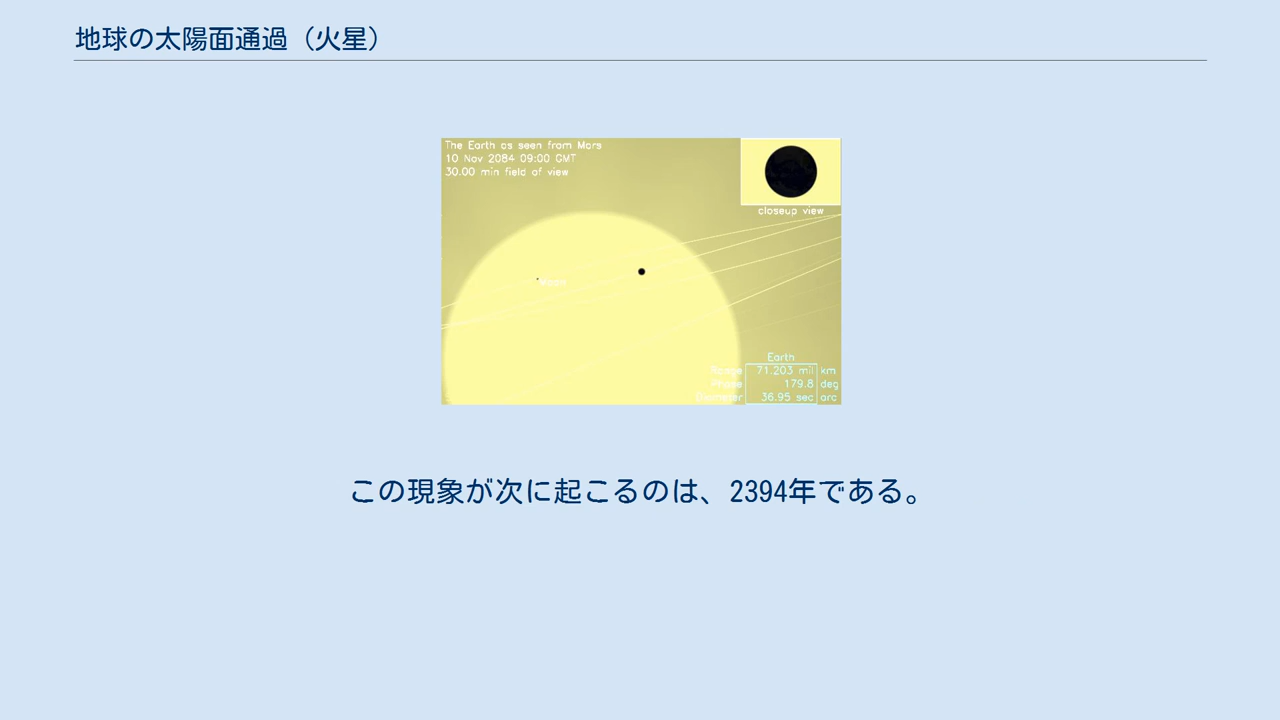 地球の太陽面通過（火星）
The Earth as seen from Mars
10 Nov 2084 09:00 GMT
30.00 min field of view
closeup view
Moon
Earth
Range 71.203 mil km
Phase 179.8 deg
Diameter 36.95 sec arc
この現象が次に起こるのは、2394年である。